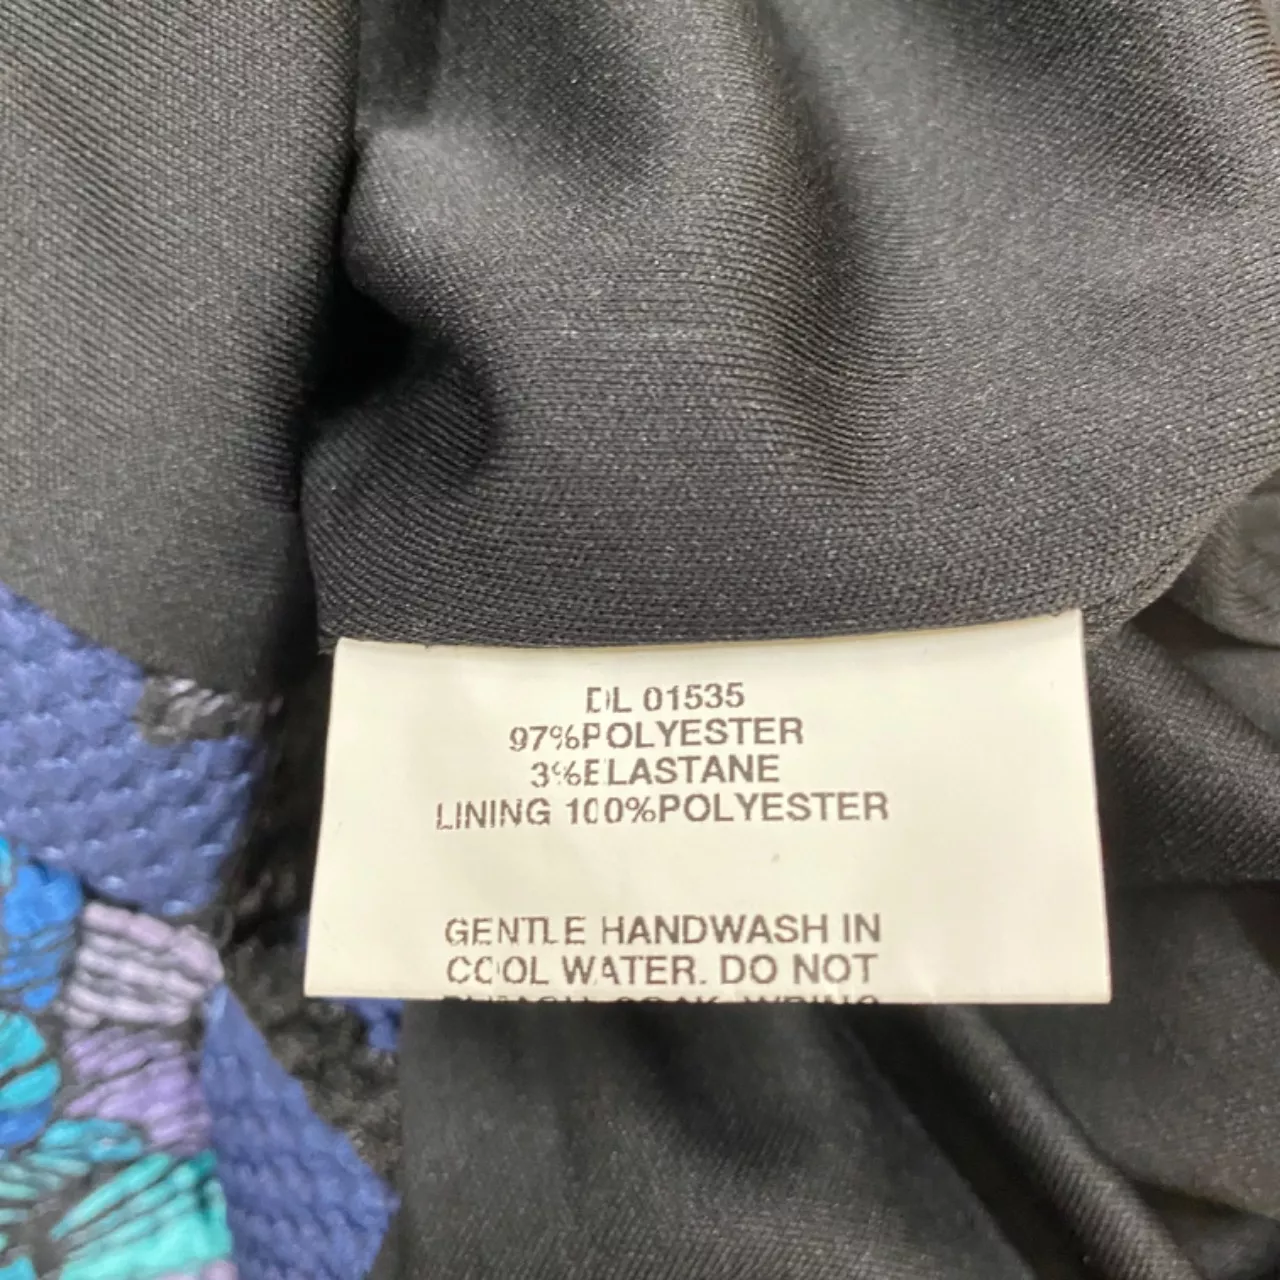 DL 01535
97%POLYESTER
3%ELASTANE
LINING 100%POLYESTER
GENTLE HANDWASH IN
COOL WATER. DO NOT